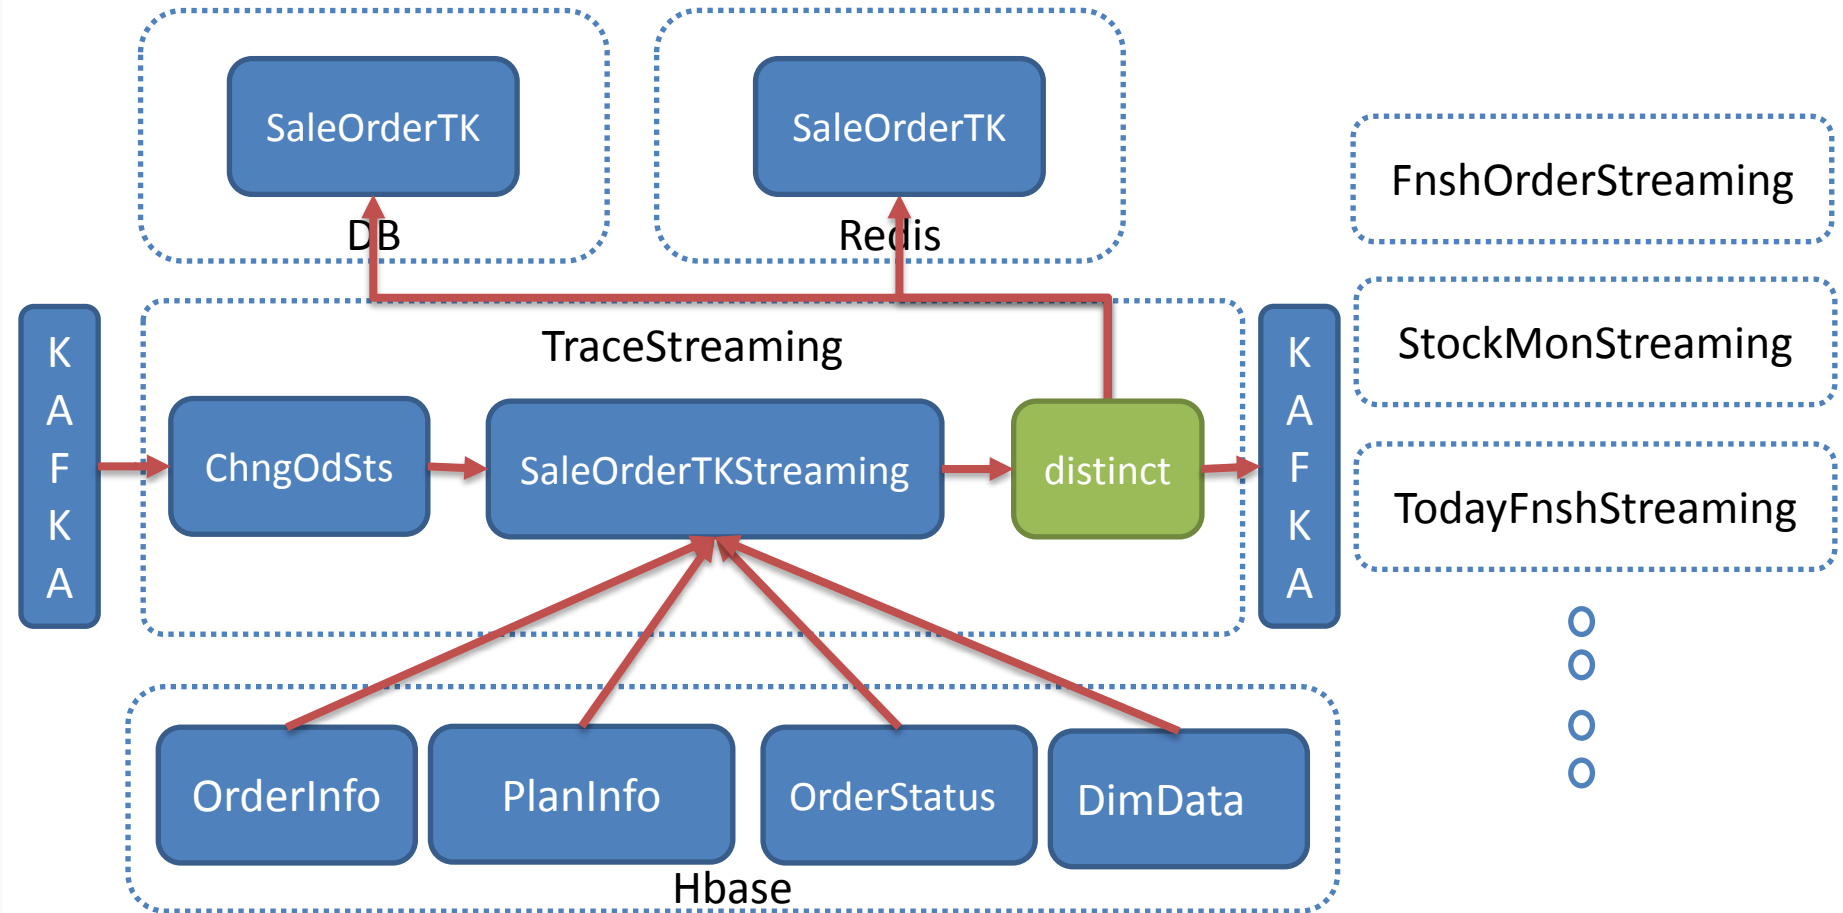 SaleOrderTK
SaleOrderTK
DB
Redis
FnshOrderStreaming
StockMonStreaming
TodayFnshStreaming
K
A
F
K
A
TraceStreaming
ChngOdSts
SaleOrderTKStreaming
distinct
K
A
F
K
A
OrderInfo
PlanInfo
OrderStatus
DimData
Hbase